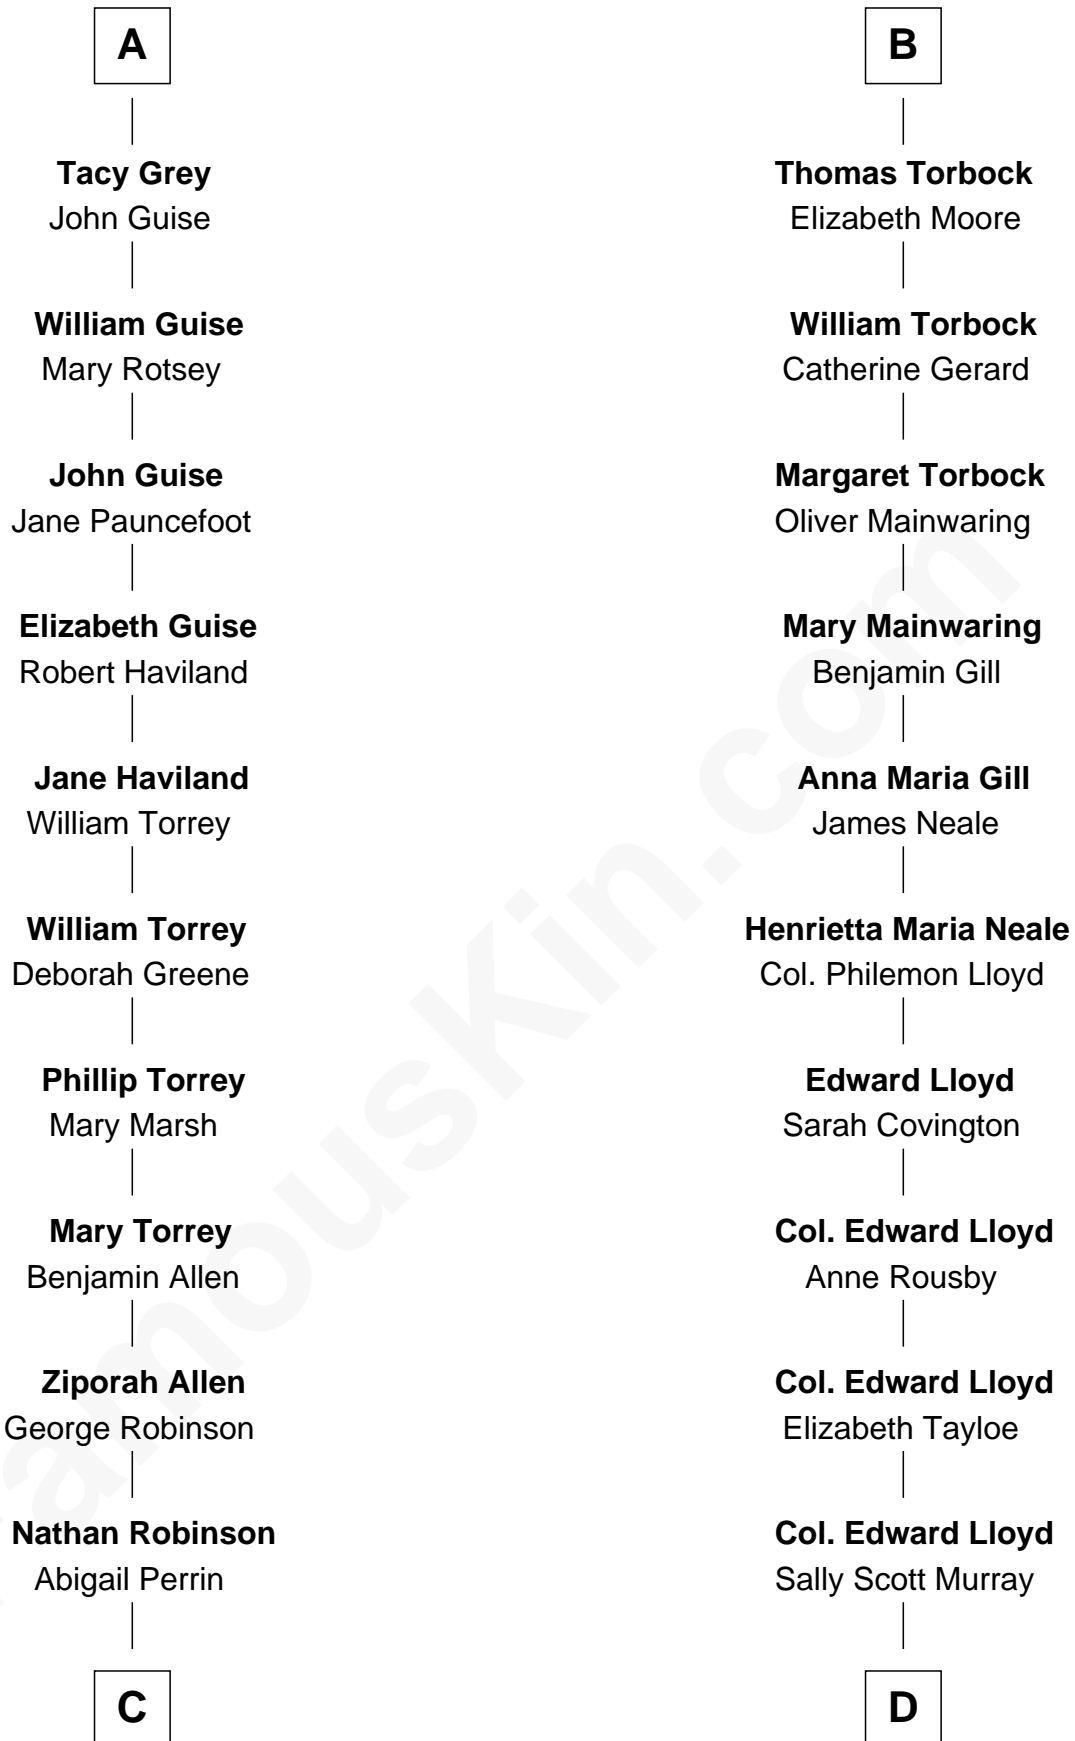 A
Tacy Grey
John Guise
William Guise
Mary Rotsey
John Guise
Jane Pauncefoot
Elizabeth Guise
Robert Haviland
Jane Haviland
William Torrey
William Torrey
Deborah Greene
Phillip Torrey
Mary Marsh
Mary Torrey
Benjamin Allen
Ziporah Allen
George Robinson
Nathan Robinson
Abigail Perrin
C
B
Thomas Torbock
Elizabeth Moore
William Torbock
Catherine Gerard
Margaret Torbock
Oliver Mainwaring
Mary Mainwaring
Benjamin Gill
Anna Maria Gill
James Neale
Henrietta Maria Neale
Col. Philemon Lloyd
Edward Lloyd
Sarah Covington
Col. Edward Lloyd
Anne Rousby
Col. Edward Lloyd
Elizabeth Tayloe
Col. Edward Lloyd
Sally Scott Murray
D
FamousKin.com